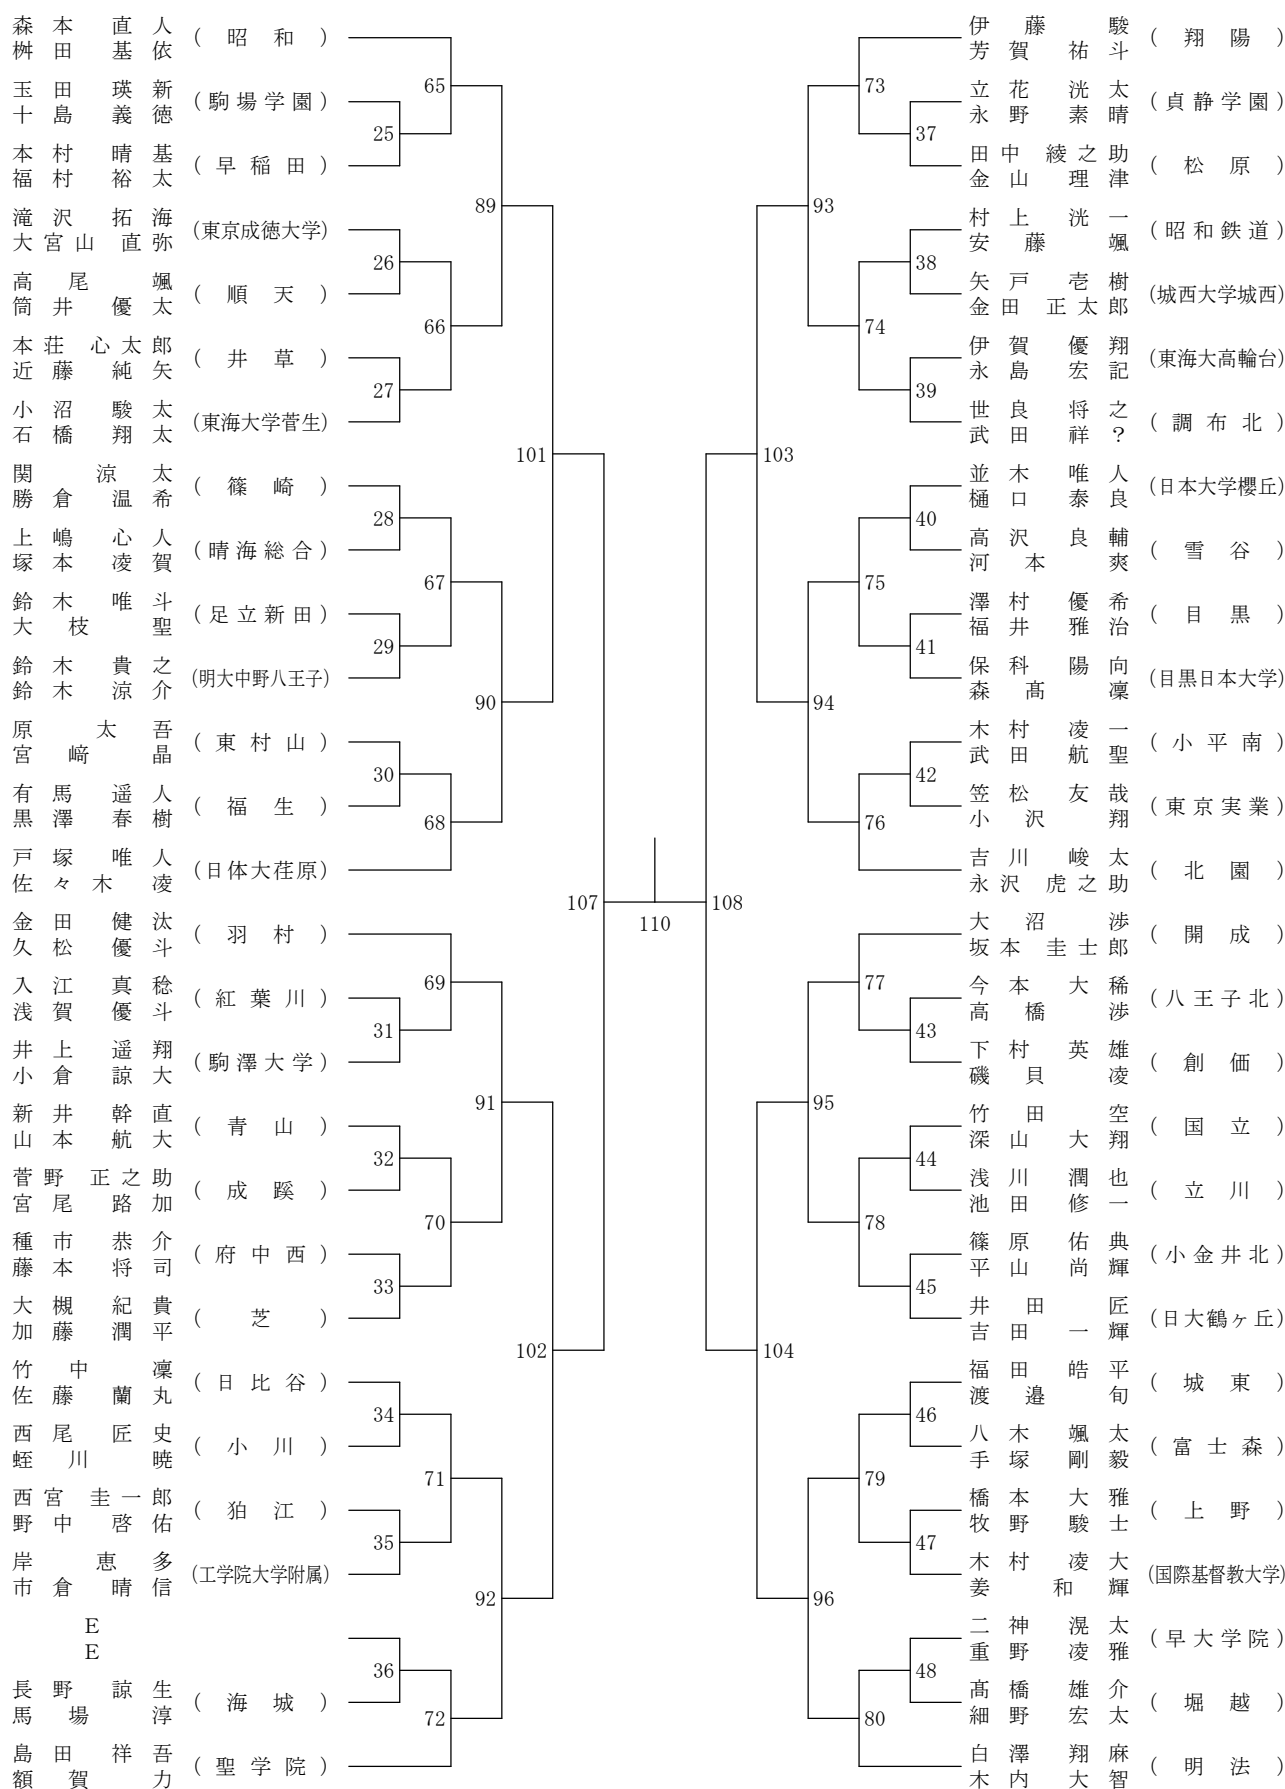 森本 直人
桝田 基依
(昭和)
玉田 瑛新
十島 義徳
(駒場学園)
本村 晴基
福村 裕太
(早稲田)
滝沢 拓海
大宮山 直弥
(東京成徳大学)
高尾 颯
筒井 優太
(順天)
本荘 心太郎
近藤 純矢
(井草)
小沼 駿太
石橋 翔太
(東海大学菅生)
関 涼太
勝倉 温希
(篠崎)
上嶋 心人
塚本 凌賀
(晴海総合)
鈴木 唯斗
大枝 聖
(足立新田)
鈴木 貴之
鈴木 涼介
(明大中野八王子)
原 太吾
宮﨑 晶
(東村山)
有馬 遥人
黒澤 春樹
(福生)
戸塚 唯人
佐々木 凌
(日体大荏原)
金田 健汰
久松 優斗
(羽村)
入江 真稔
浅賀 優斗
(紅葉川)
井上 遥翔
小倉 諒大
(駒澤大学)
新井 幹直
山本 航大
(青山)
菅野 正之助
宮尾 路加
(成蹊)
種市 恭介
藤本 将司
(府中西)
大槻 紀貴
加藤 潤平
(芝)
竹中 凜
佐藤 蘭丸
(日比谷)
西尾 匠史
蛭川 暁
(小川)
西宮 圭一郎
野中 啓佑
(狛江)
岸 恵多
市倉 晴信
(工学院大学附属)
E
E
長野 諒生
馬場 淳
(海城)
島田 祥吾
額賀 力
(聖学院)
25
26
27
28
29
30
31
32
33
34
35
36
65
66
67
68
69
70
71
72
89
90
91
92
101
102
107
110
108
103
104
93
94
95
96
73
74
75
76
77
78
79
80
37
38
39
40
41
42
43
44
45
46
47
48
伊藤 駿
芳賀 祐斗
(翔陽)
立花 洸太
永野 素晴
(貞静学園)
田中 綾之助
金山 理津
(松原)
村上 洸一
安藤 颯
(昭和鉄道)
矢戸 壱樹
金田 正太郎
(城西大学城西)
伊賀 優翔
永島 宏記
(東海大高輪台)
世良 将之
武田 祥?
(調布北)
並木 唯人
樋口 泰良
(日本大学櫻丘)
高沢 良輔
河本 爽
(雪谷)
澤村 優希
福井 雅治
(目黒)
保科 陽向
森髙 凜
(目黒日本大学)
木村 凌一
武田 航聖
(小平南)
笠松 友哉
小沢 翔
(東京実業)
吉川 峻太
永沢 虎之助
(北園)
大沼 渉
坂本 圭士郎
(開成)
今本 大稀
高橋 渉
(八王子北)
下村 英雄
磯貝 凌
(創価)
竹田 空
深山 大翔
(国立)
浅川 潤也
池田 修一
(立川)
篠原 佑典
平山 尚輝
(小金井北)
井田 匠
吉田 一輝
(日大鶴ヶ丘)
福田 皓平
渡邉 旬
(城東)
八木 颯太
手塚 剛毅
(富士森)
橋本 大雅
牧野 駿士
(上野)
木村 凌大
姜 和輝
(国際基督教大学)
二神 滉太
重野 凌雅
(早大学院)
髙橋 雄介
細野 宏太
(堀越)
白澤 翔麻
木内 大智
(明法)